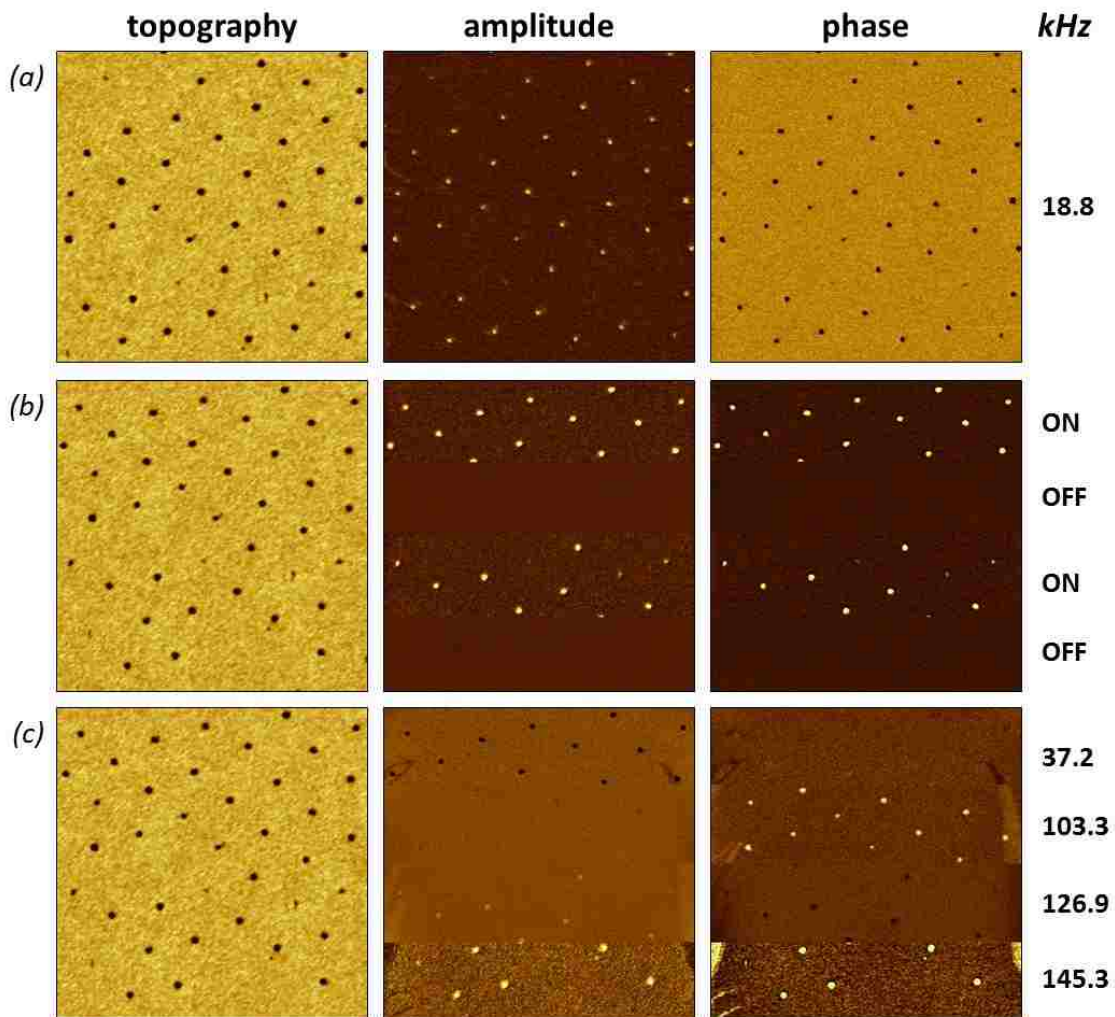 topography amplitude phase kHz
(a)
18.8
(b)
ON
OFF
ON
OFF
(c)
37.2
103.3
126.9
145.3